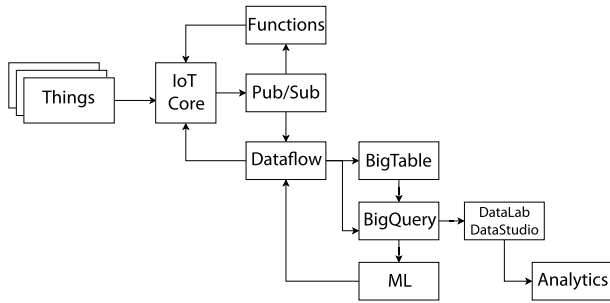 Functions
Things
IoT
Core
Pub/Sub
Dataflow
BigTable
BigQuery
DataLab
DataStudio
ML
Analytics